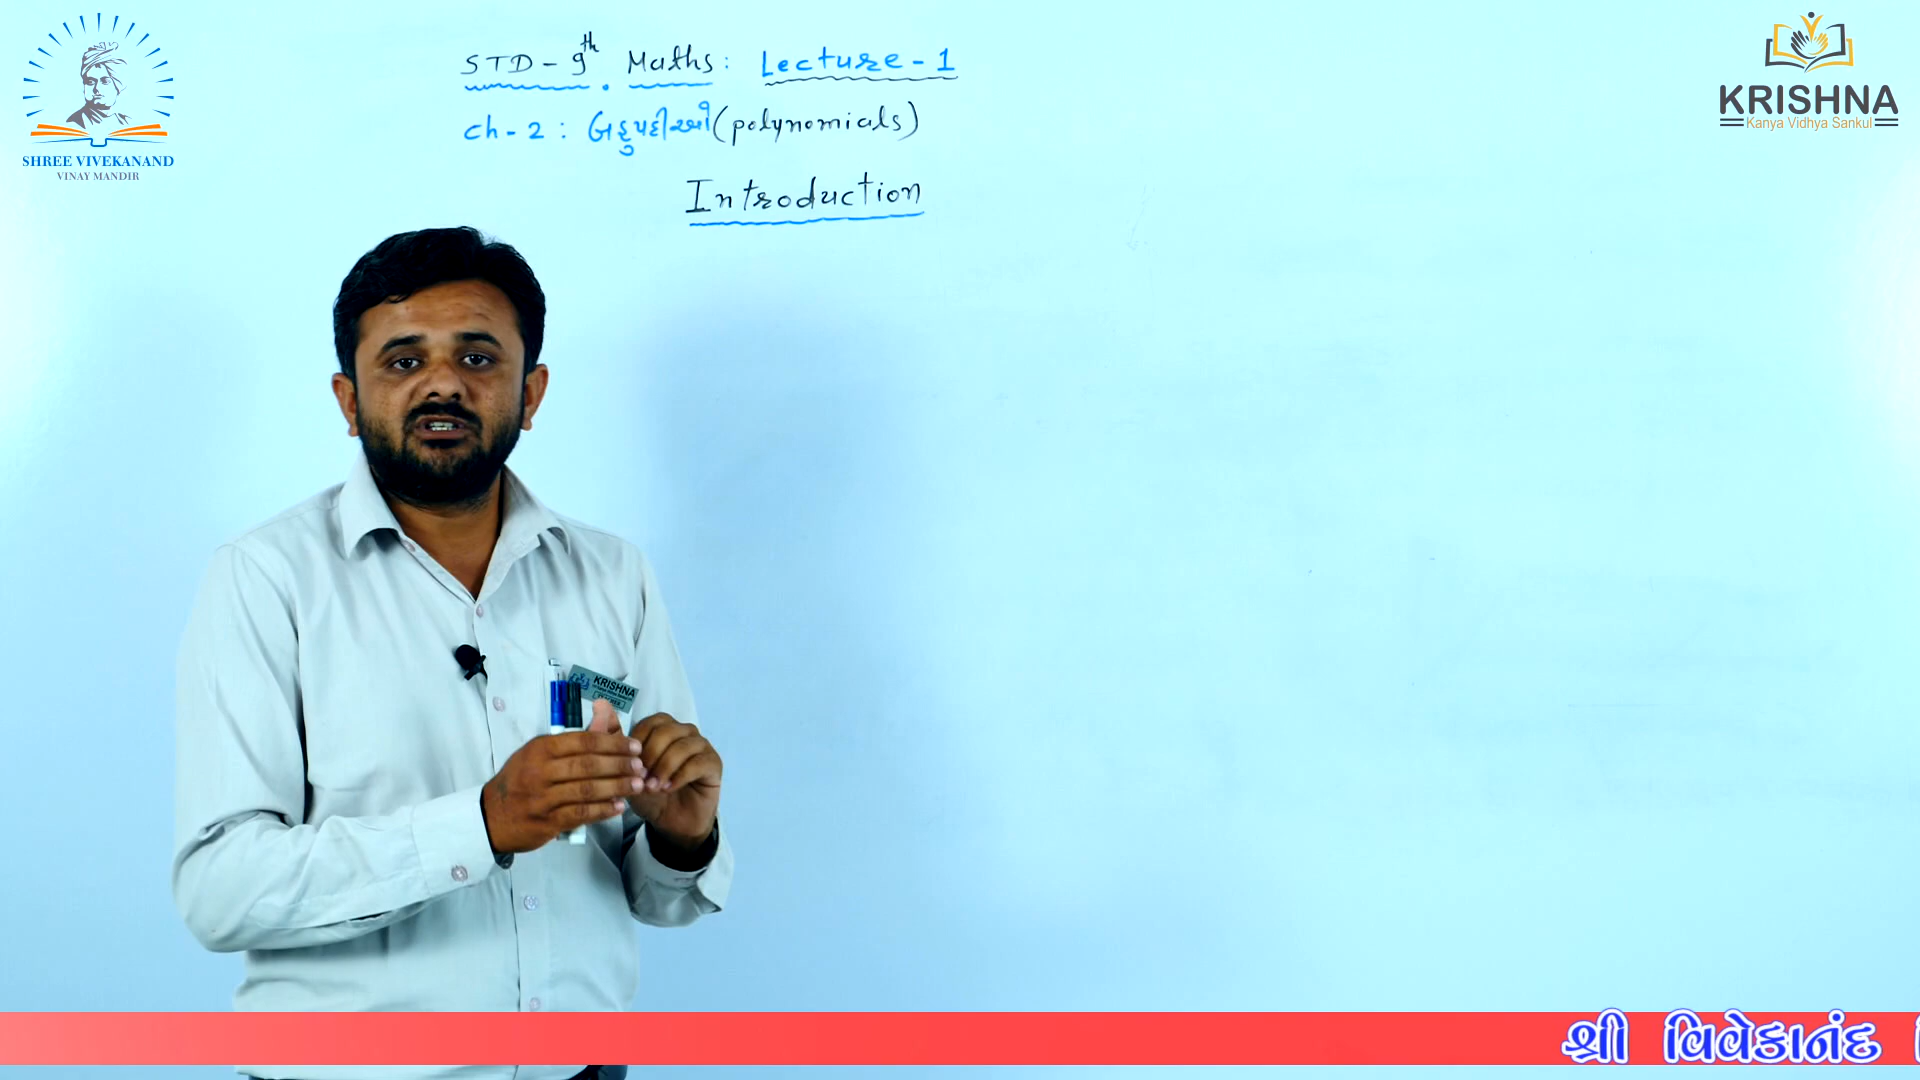 SHREE VIVEKANAND
VINAY MANDIR
STD - 9th Maths : Lecture - 1
ch - 2 : બહુપદીઓ (polynomials)
Introduction
KRISHNA
Kanya Vidhya Sankul
KRISHNA
શ્રી વિવેકાનંદ